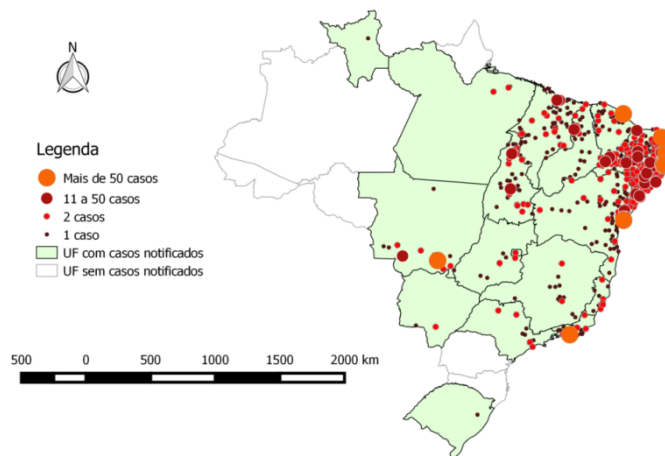 N
Legenda
Mais de 50 casos
11 a 50 casos
2 casos
1 caso
UF com casos notificados
UF sem casos notificados
500 0 500 1000 1500 2000 km